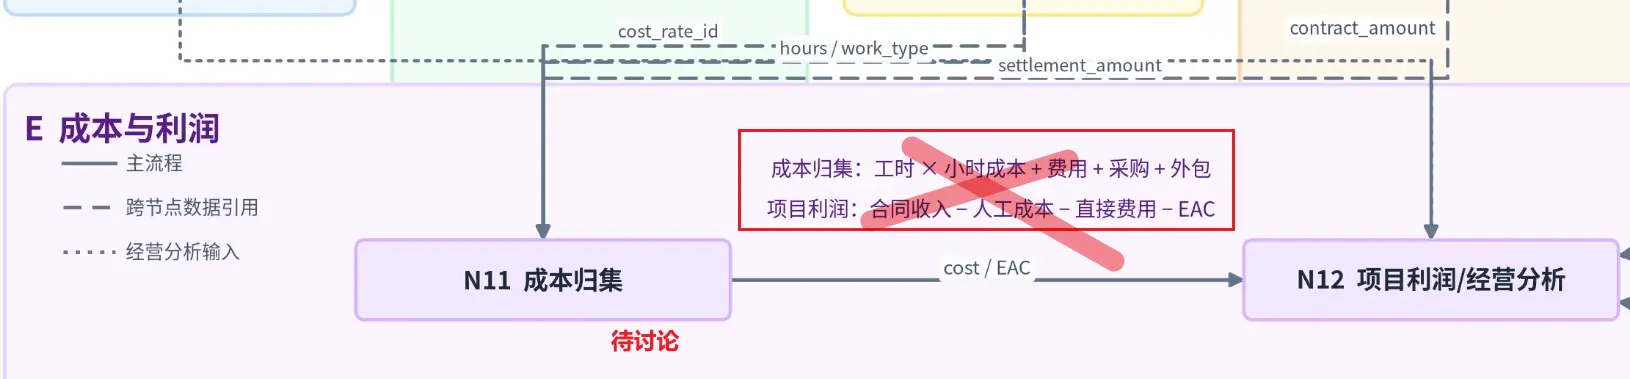 cost_rate_id
contract_amount
hours / work_type
settlement_amount
E 成本与利润
主流程
跨节点数据引用
经营分析输入
成本归集：工时 × 小时成本 + 费用 + 采购 + 外包
项目利润：合同收入 − 人工成本 − 直接费用 − EAC
N11 成本归集
cost / EAC
N12 项目利润/经营分析
待讨论